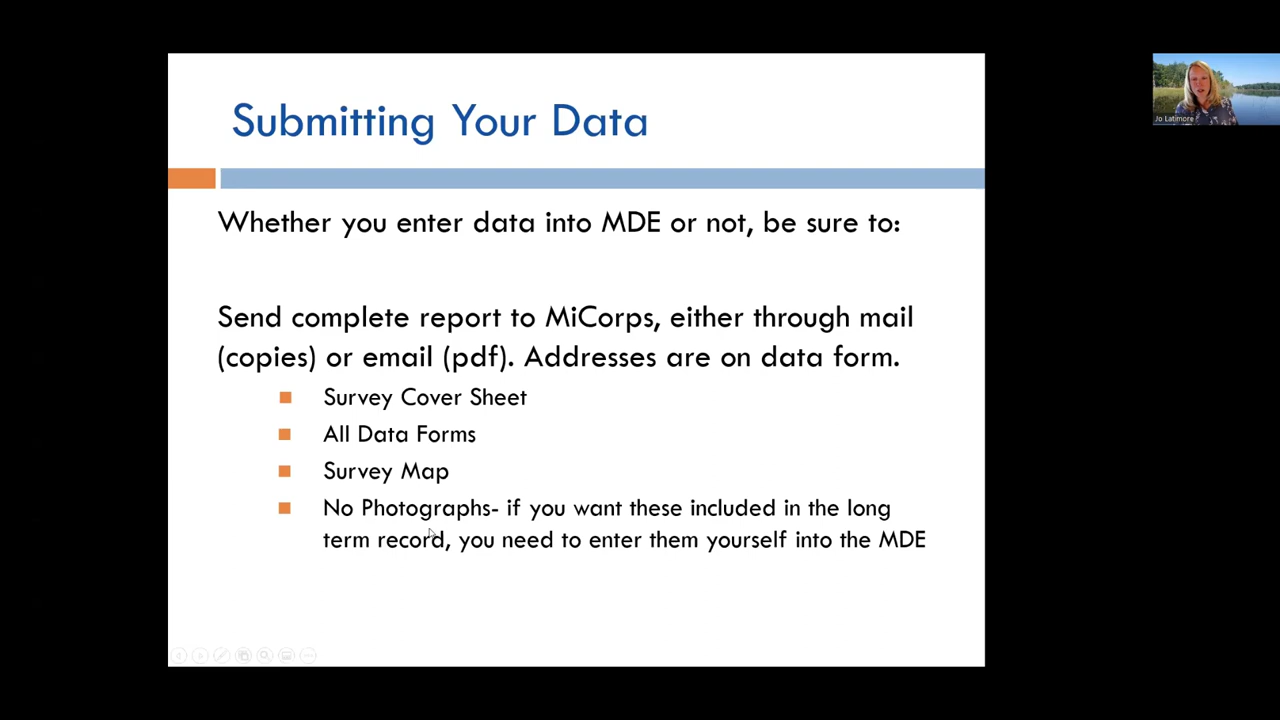 Submitting Your Data
Whether you enter data into MDE or not, be sure to:
Send complete report to MiCorps, either through mail
(copies) or email (pdf). Addresses are on data form.
Survey Cover Sheet
All Data Forms
Survey Map
No Photographs- if you want these included in the long
term record, you need to enter them yourself into the MDE
Jo Latimore